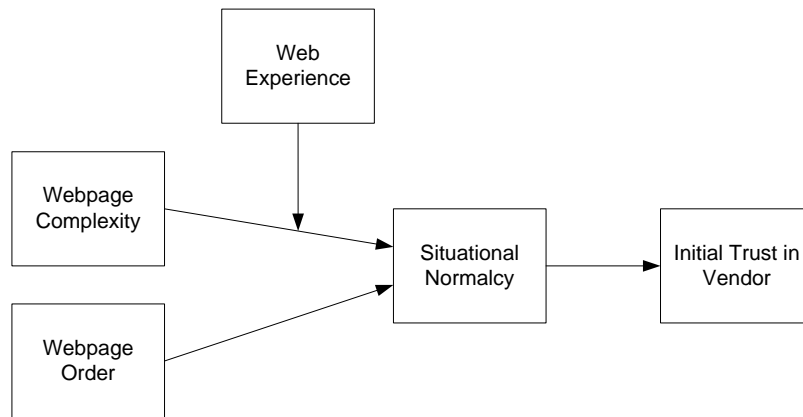 Web
Experience
Webpage
Complexity
Situational
Normalcy
Initial Trust in
Vendor
Webpage
Order